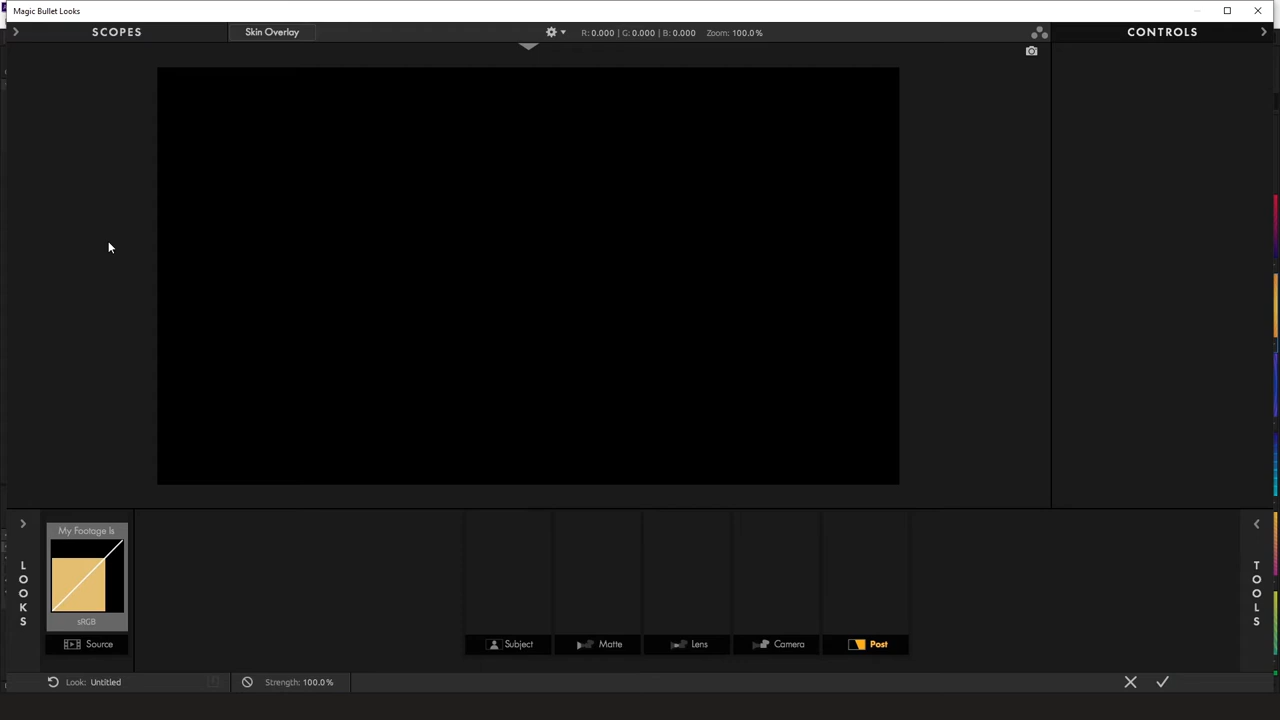 Magic Bullet Looks
SCOPES
Skin Overlay
R: 0.000 | G: 0.000 | B: 0.000
Zoom: 100.0%
CONTROLS
My Footage Is
sRGB
Source
LOOKS
Subject
Matte
Lens
Camera
Post
TOOLS
Look: Untitled
Strength: 100.0%